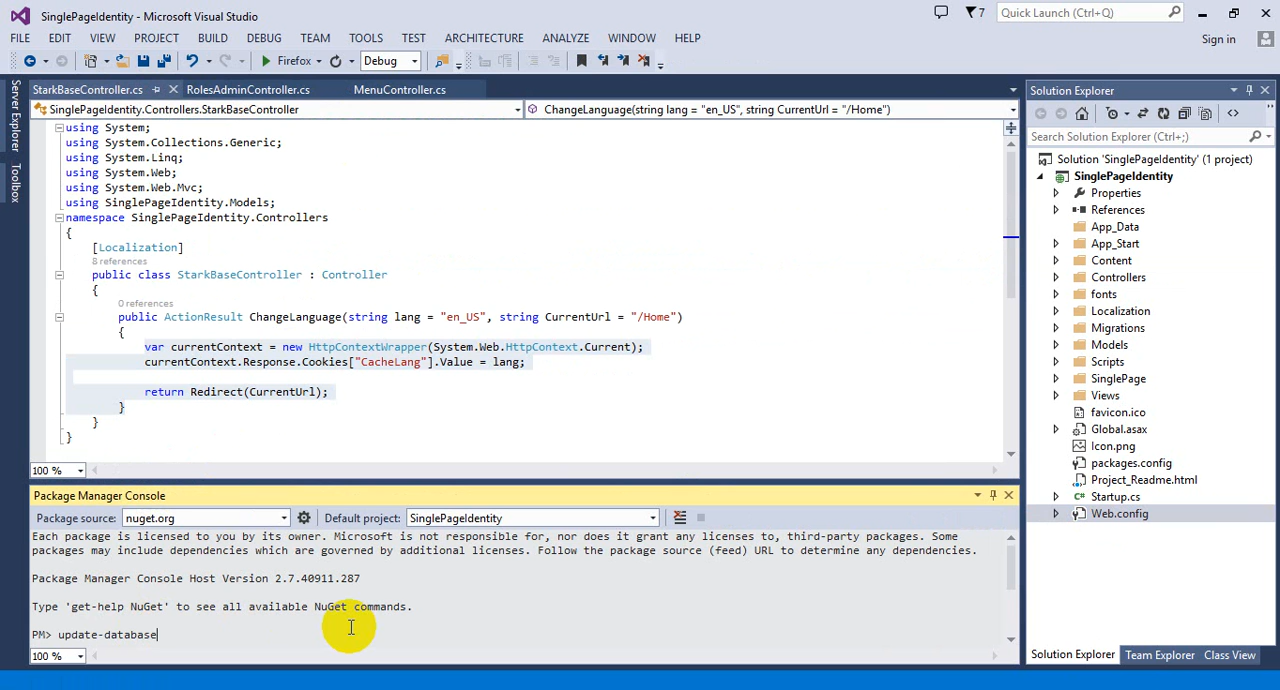 SinglePageIdentity - Microsoft Visual Studio
7
Quick Launch (Ctrl+Q)
FILE EDIT VIEW PROJECT BUILD DEBUG TEAM TOOLS TEST ARCHITECTURE ANALYZE WINDOW HELP
Sign in
Firefox
Debug
Server Explorer
Toolbox
StarkBaseController.cs RolesAdminController.cs MenuController.cs
SinglePageIdentity.Controllers.StarkBaseController ChangeLanguage(string lang = "en_US", string CurrentUrl = "/Home")
using System;
using System.Collections.Generic;
using System.Linq;
using System.Web;
using System.Web.Mvc;
using SinglePageIdentity.Models;
namespace SinglePageIdentity.Controllers
{
[Localization]
8 references
public class StarkBaseController : Controller
{
0 references
public ActionResult ChangeLanguage(string lang = "en_US", string CurrentUrl = "/Home")
{
var currentContext = new HttpContextWrapper(System.Web.HttpContext.Current);
currentContext.Response.Cookies["CacheLang"].Value = lang;
return Redirect(CurrentUrl);
}
}
}
100 %
Package Manager Console
Package source: nuget.org Default project: SinglePageIdentity
Each package is licensed to you by its owner. Microsoft is not responsible for, nor does it grant any licenses to, third-party packages. Some
packages may include dependencies which are governed by additional licenses. Follow the package source (feed) URL to determine any dependencies.
Package Manager Console Host Version 2.7.40911.287
Type 'get-help NuGet' to see all available NuGet commands.
PM> update-database
100 %
Solution Explorer
Search Solution Explorer (Ctrl+;)
Solution 'SinglePageIdentity' (1 project)
SinglePageIdentity
Properties
References
App_Data
App_Start
Content
Controllers
fonts
Localization
Migrations
Models
Scripts
SinglePage
Views
favicon.ico
Global.asax
Icon.png
packages.config
Project_Readme.html
Startup.cs
Web.config
Solution Explorer Team Explorer Class View